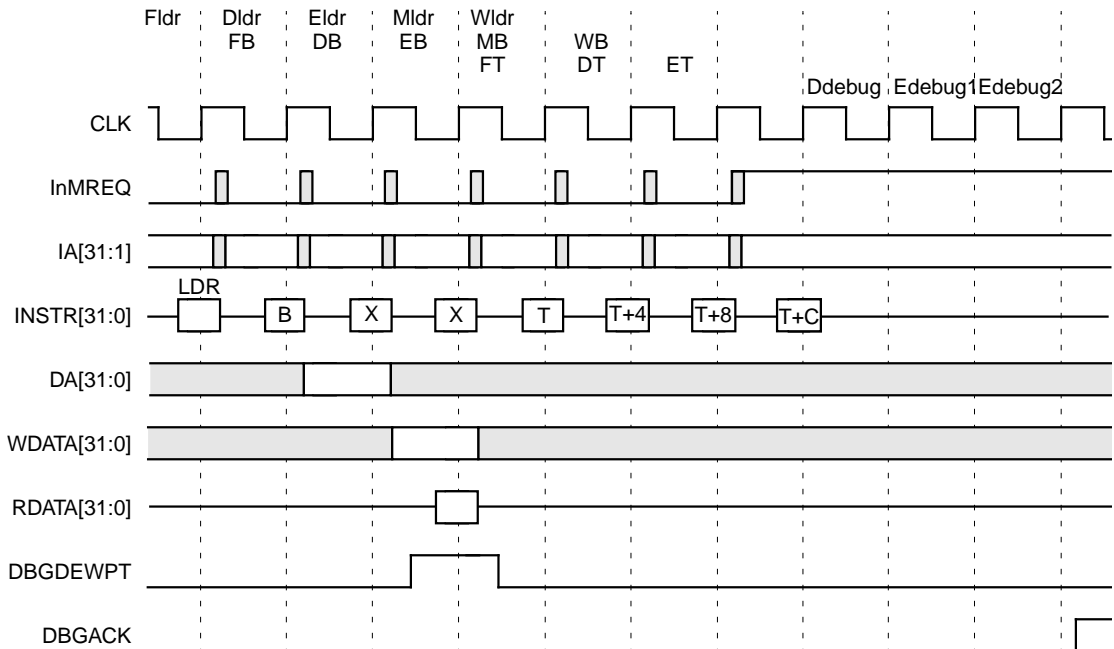 Fldr Dldr Eldr Mldr Wldr
FB DB EB MB WB
FT DT ET
Ddebug Edebug1 Edebug2
CLK
InMREQ
IA[31:1]
LDR
INSTR[31:0] B X X T T+4 T+8 T+C
DA[31:0]
WDATA[31:0]
RDATA[31:0]
DBGDEWPT
DBGACK